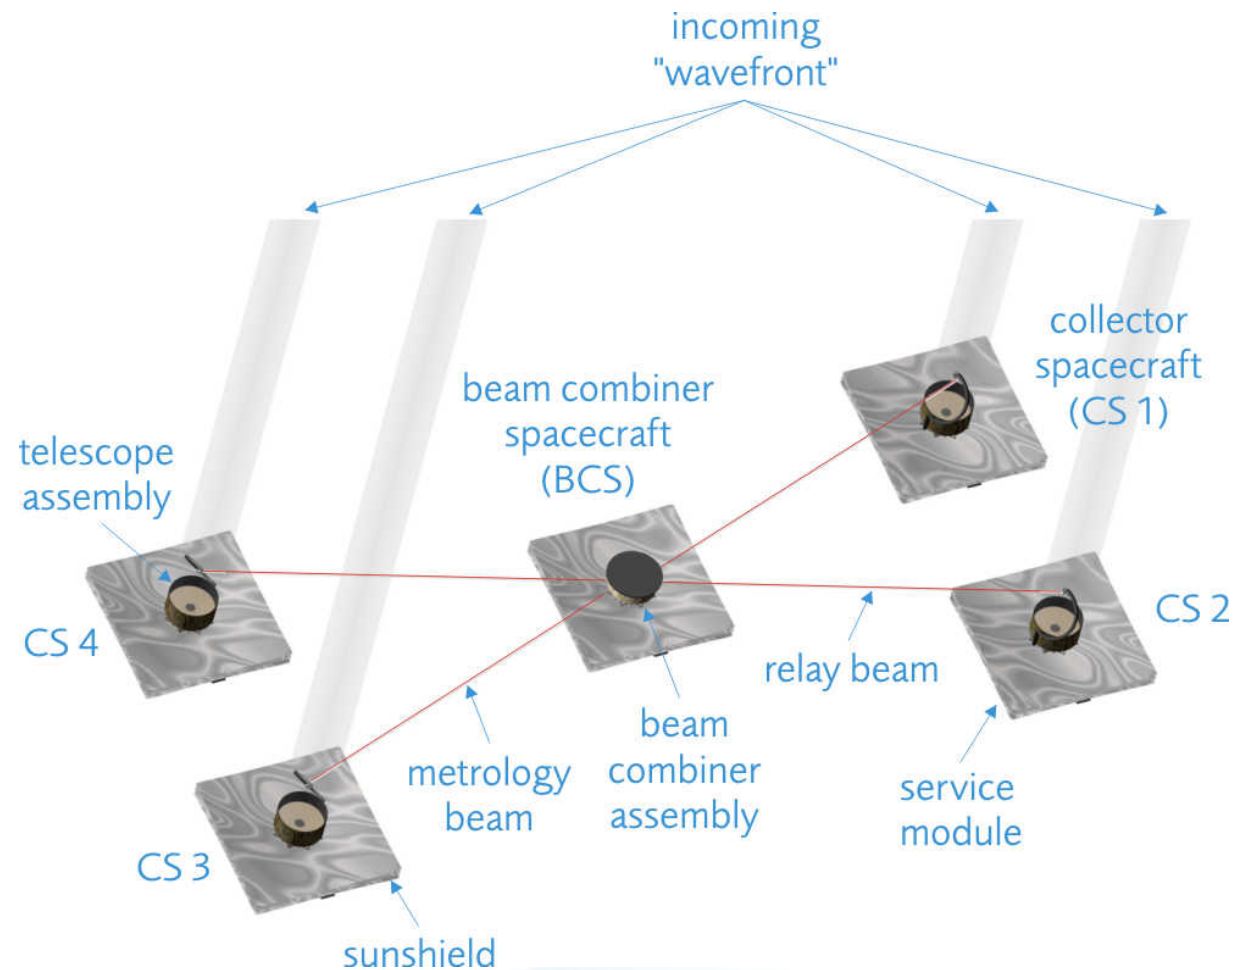 incoming
"wavefront"
collector
spacecraft
(CS 1)
beam combiner
spacecraft
(BCS)
telescope
assembly
CS 4
CS 2
relay beam
beam
combiner
assembly
metrology
beam
service
module
CS 3
sunshield